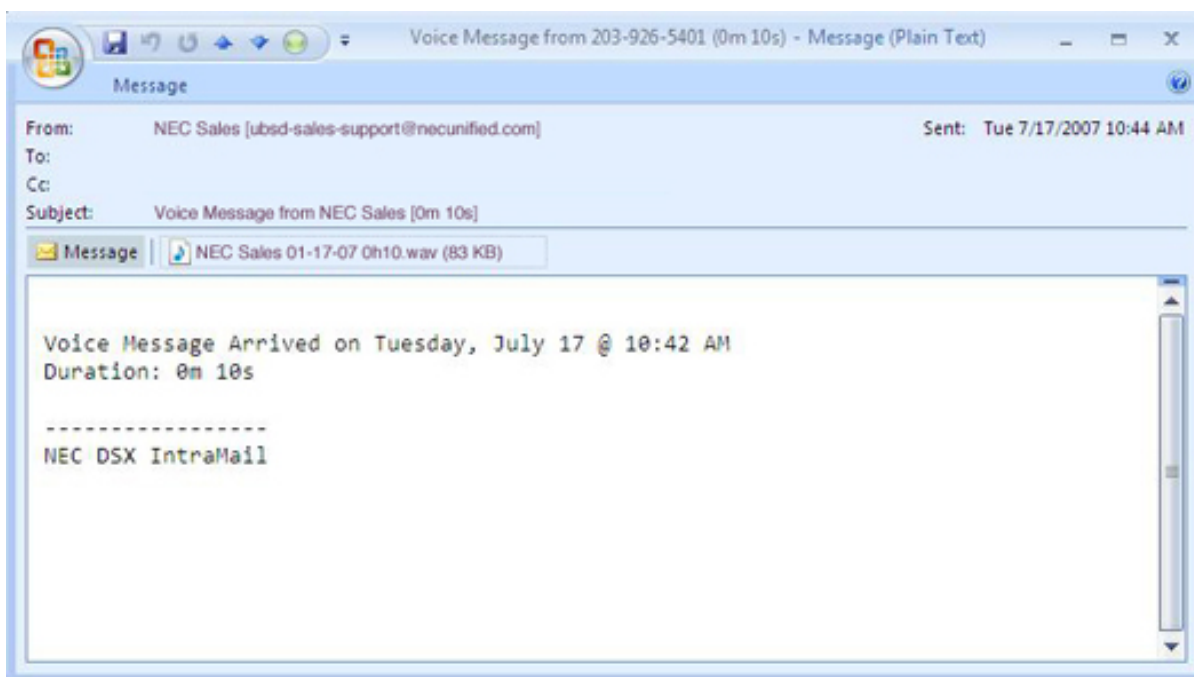 Voice Message from 203-926-5401 (0m 10s) - Message (Plain Text)
Message
From: NEC Sales [ubsd-sales-support@necunified.com] Sent: Tue 7/17/2007 10:44 AM
To:
Cc:
Subject: Voice Message from NEC Sales [0m 10s]
Message NEC Sales 01-17-07 0h10.wav (83 KB)
Voice Message Arrived on Tuesday, July 17 @ 10:42 AM
Duration: 0m 10s
-----------------
NEC DSX IntraMail